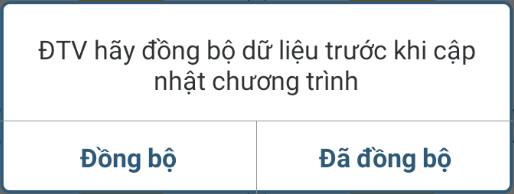 ĐTV hãy đồng bộ dữ liệu trước khi cập
nhật chương trình
Đồng bộ
Đã đồng bộ